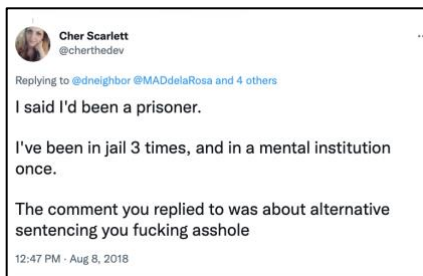 Cher Scarlett
@cherthedev
Replying to @dneighbor @MADdelaRosa and 4 others
I said I'd been a prisoner.
I've been in jail 3 times, and in a mental institution
once.
The comment you replied to was about alternative
sentencing you fucking asshole
12:47 PM · Aug 8, 2018